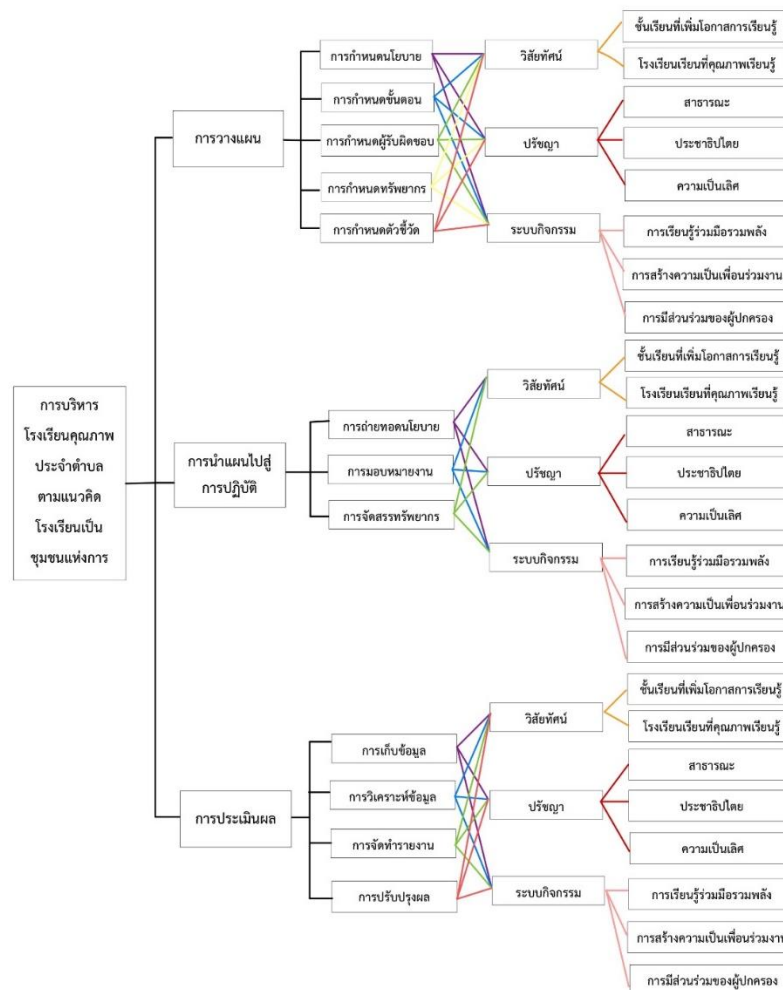 การบริหาร
โรงเรียนคุณภาพ
ประจำตำบล
ตามแนวคิด
โรงเรียนเป็น
ชุมชนแห่งการ
การวางแผน
การกำหนดนโยบาย
การกำหนดขั้นตอน
การกำหนดผู้รับผิดชอบ
การกำหนดทรัพยากร
การกำหนดตัวชี้วัด
วิสัยทัศน์
ชั้นเรียนที่เพิ่มโอกาสการเรียนรู้
โรงเรียนเรียนที่คุณภาพเรียนรู้
ปรัชญา
สาธารณะ
ประชาธิปไตย
ความเป็นเลิศ
ระบบกิจกรรม
การเรียนรู้ร่วมมือรวมพลัง
การสร้างความเป็นเพื่อนร่วมงาน
การมีส่วนร่วมของผู้ปกครอง
การนำแผนไปสู่
การปฏิบัติ
การถ่ายทอดนโยบาย
การมอบหมายงาน
การจัดสรรทรัพยากร
วิสัยทัศน์
ชั้นเรียนที่เพิ่มโอกาสการเรียนรู้
โรงเรียนเรียนที่คุณภาพเรียนรู้
ปรัชญา
สาธารณะ
ประชาธิปไตย
ความเป็นเลิศ
ระบบกิจกรรม
การเรียนรู้ร่วมมือรวมพลัง
การสร้างความเป็นเพื่อนร่วมงาน
การมีส่วนร่วมของผู้ปกครอง
การประเมินผล
การเก็บข้อมูล
การวิเคราะห์ข้อมูล
การจัดทำรายงาน
การปรับปรุงผล
วิสัยทัศน์
ชั้นเรียนที่เพิ่มโอกาสการเรียนรู้
โรงเรียนเรียนที่คุณภาพเรียนรู้
ปรัชญา
สาธารณะ
ประชาธิปไตย
ความเป็นเลิศ
ระบบกิจกรรม
การเรียนรู้ร่วมมือรวมพลัง
การสร้างความเป็นเพื่อนร่วมงาน
การมีส่วนร่วมของผู้ปกครอง